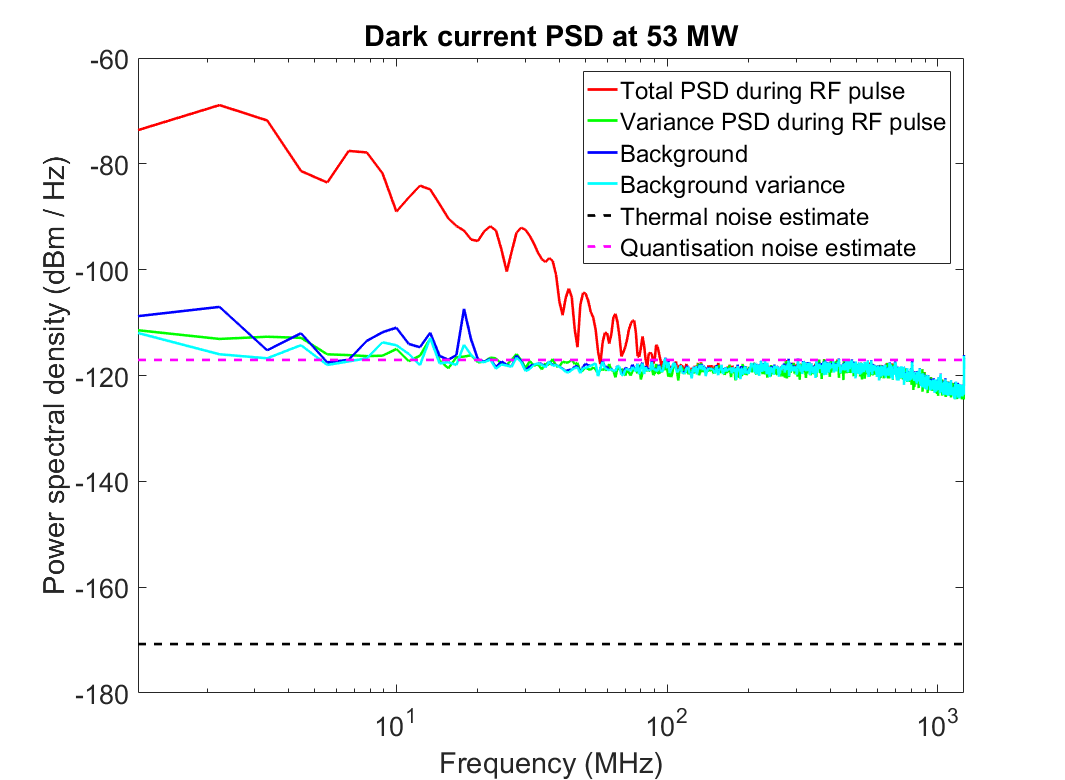 Dark current PSD at 53 MW
Total PSD during RF pulse
Variance PSD during RF pulse
Background
Background variance
Thermal noise estimate
Quantisation noise estimate
Power spectral density (dBm / Hz)
-60
-80
-100
-120
-140
-160
-180
10^1
10^2
10^3
Frequency (MHz)